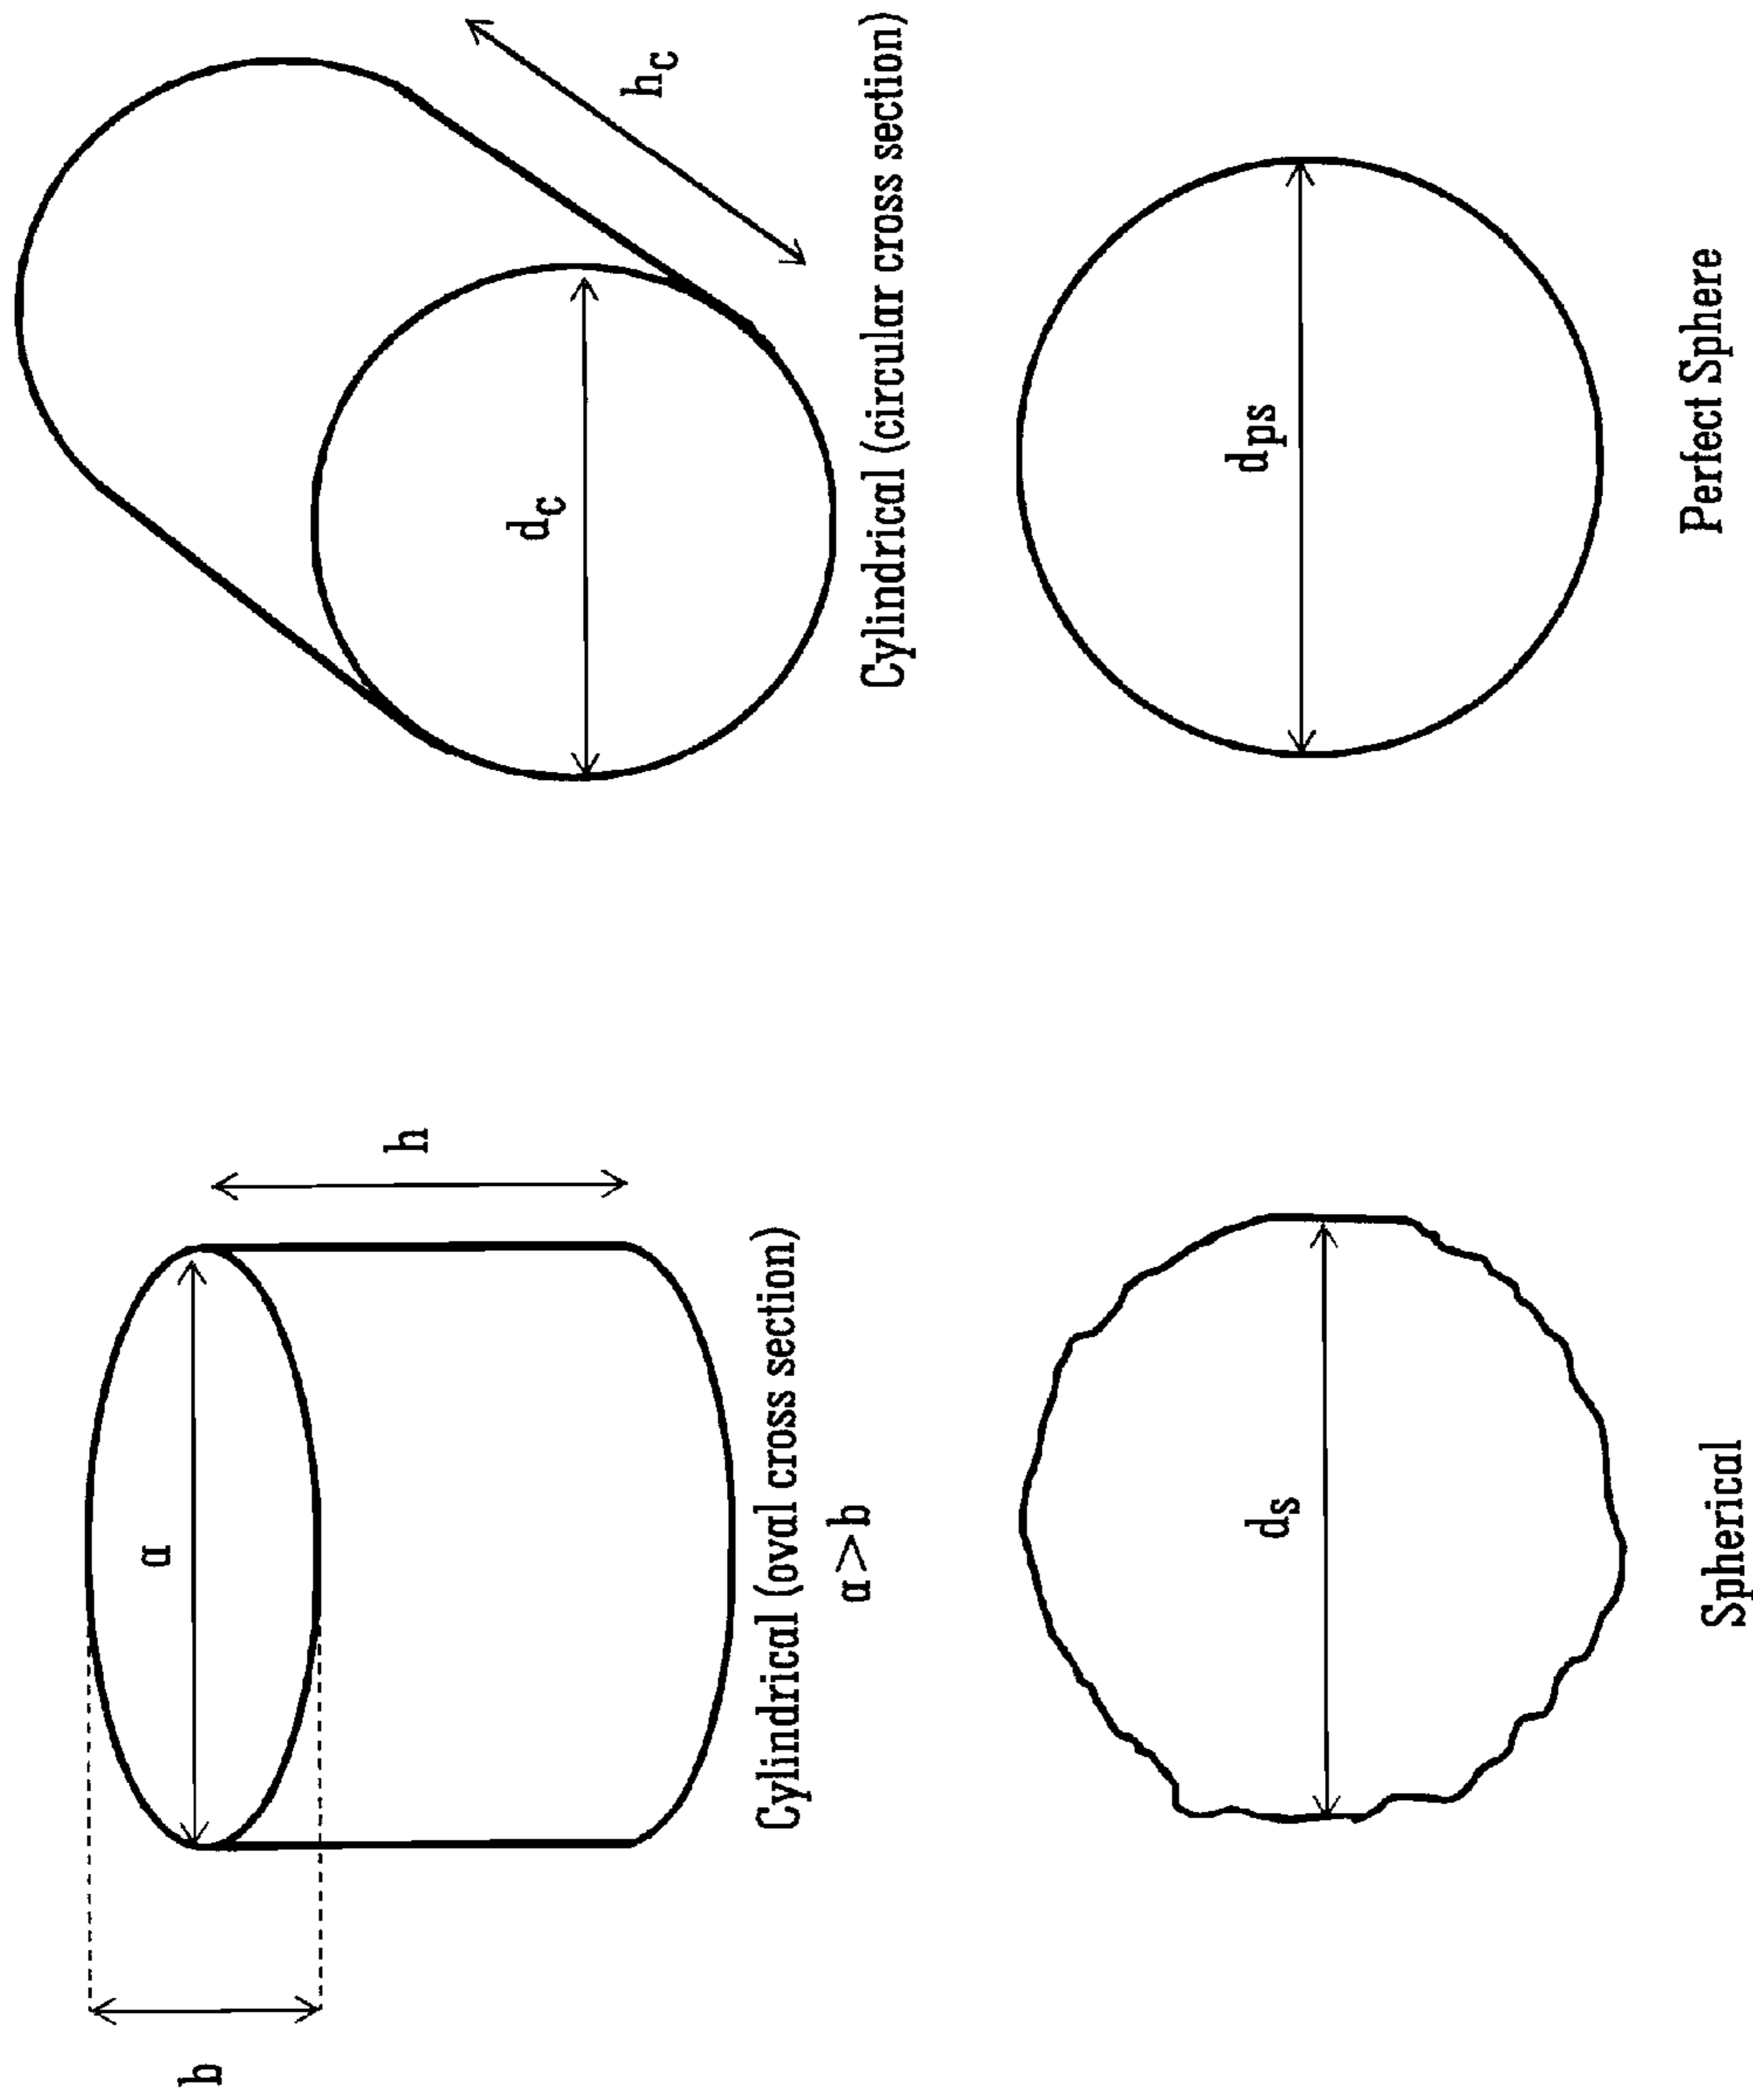 b
a
h
Cylindrical (oval cross section)
a>b
dc
hc
Cylindrical (circular cross section)
ds
Spherical
dps
Perfect Sphere